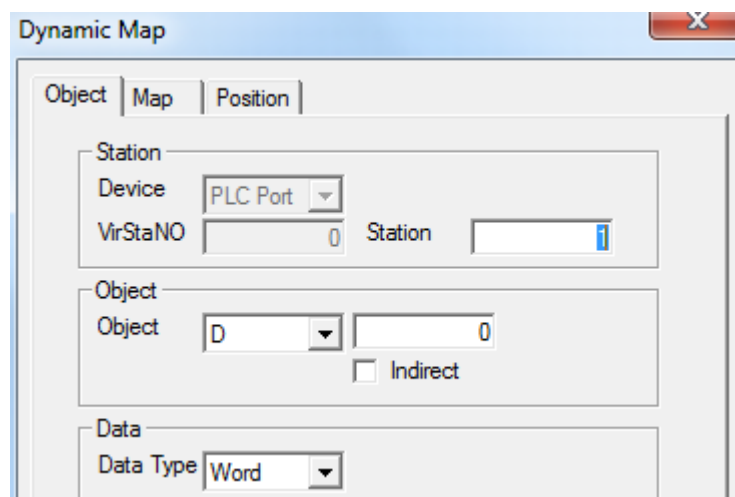 Dynamic Map
Object Map Position
Station
Device PLC Port
VirStaNO 0 Station 1
Object
Object D 0
Indirect
Data
Data Type Word